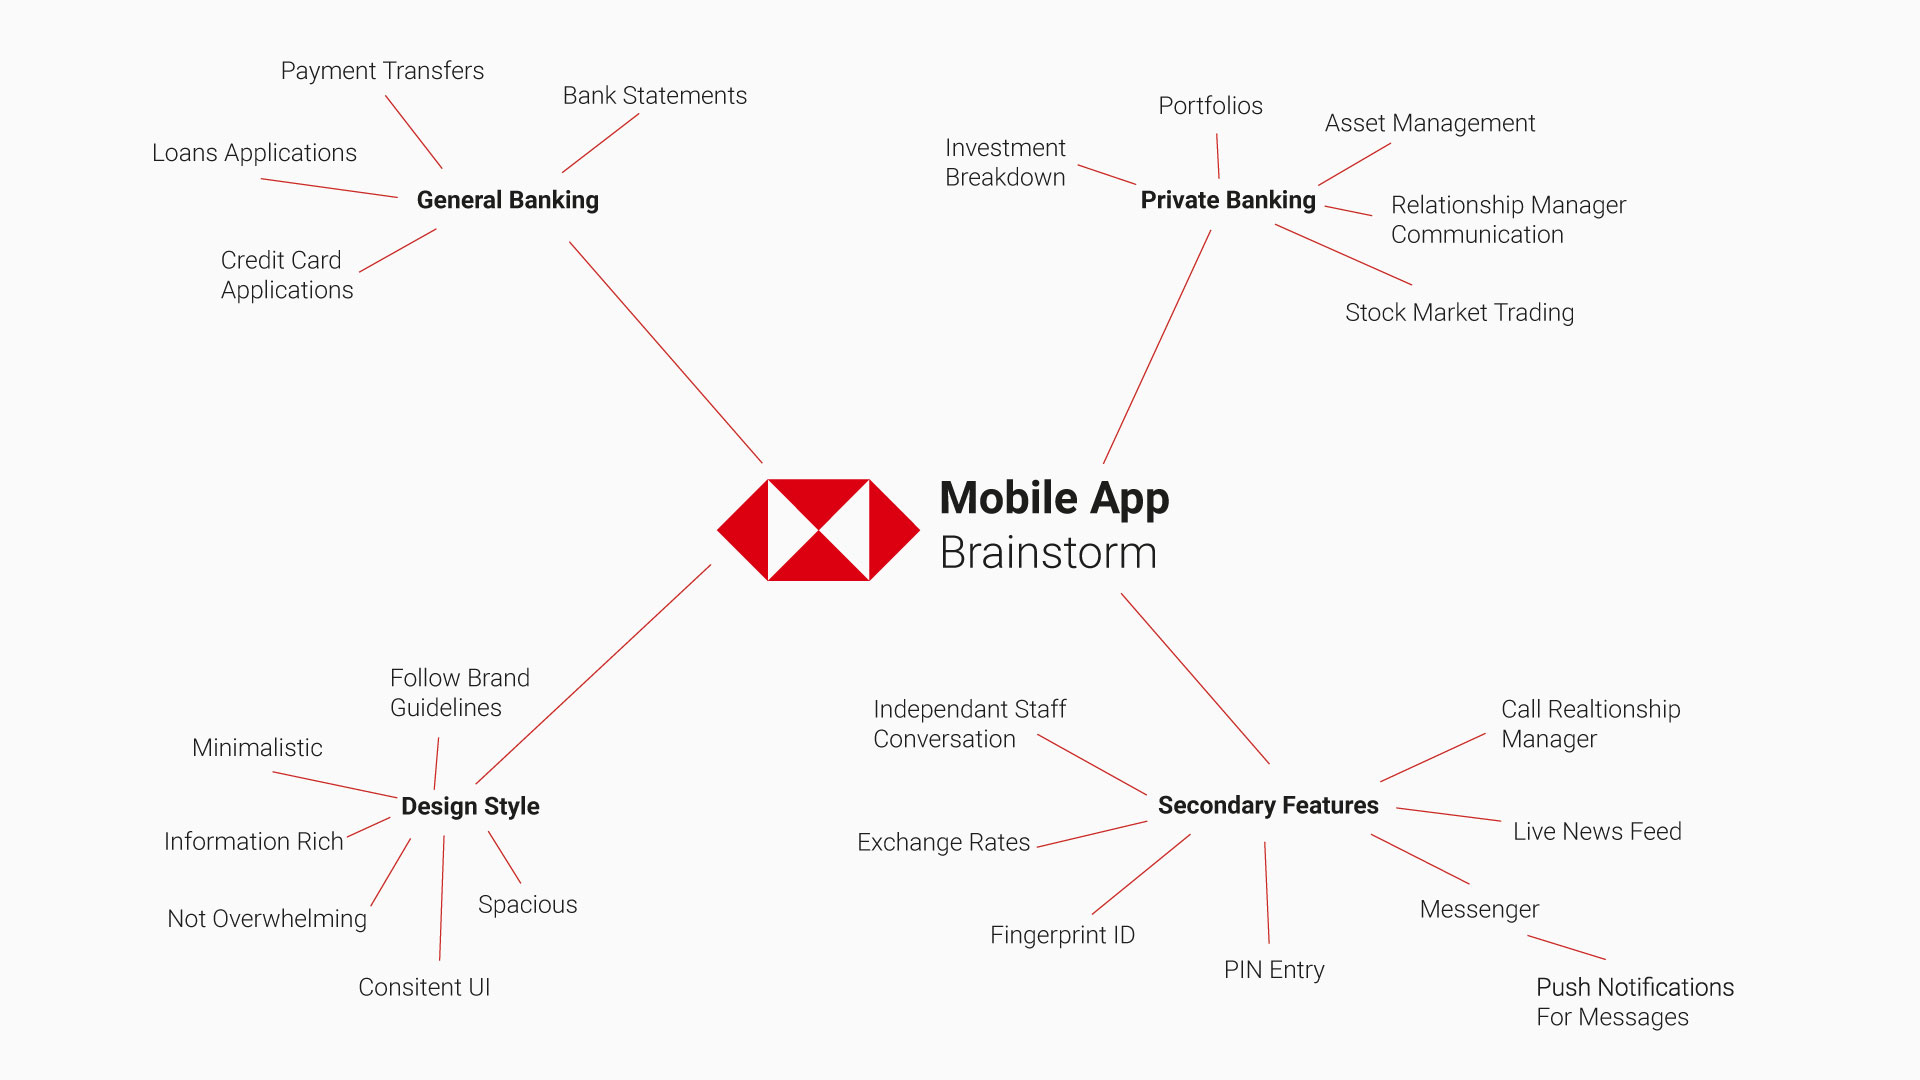 Payment Transfers
Bank Statements
Loans Applications
General Banking
Credit Card
Applications
Portfolios
Asset Management
Investment
Breakdown
Private Banking
Relationship Manager
Communication
Stock Market Trading
Mobile App
Brainstorm
Follow Brand
Guidelines
Minimalistic
Design Style
Information Rich
Not Overwhelming
Spacious
Consitent UI
Independant Staff
Conversation
Call Realtionship
Manager
Secondary Features
Exchange Rates
Live News Feed
Fingerprint ID
PIN Entry
Messenger
Push Notifications
For Messages